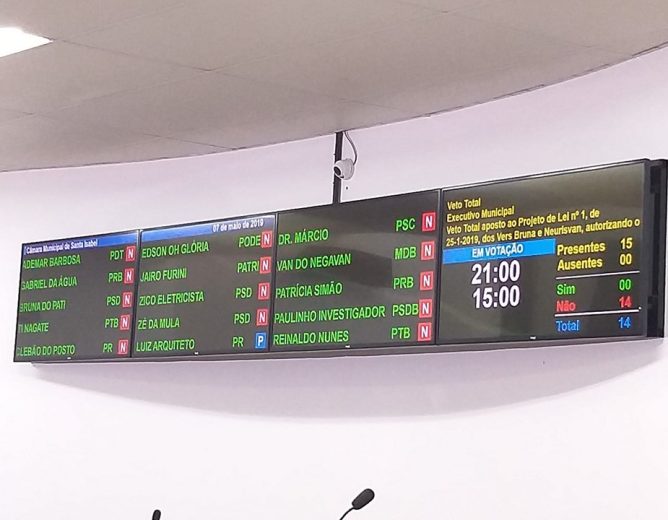 Câmara Municipal de Santa Isabel
07 de maio de 2019
ADEMAR BARBOSA PDT N
GABRIEL DA ÁGUA PRB N
BRUNA DO PATI PSD N
TI NAGATE PTB N
CLEBÃO DO POSTO PR N
EDSON OH GLÓRIA PODE N
JAIRO FURINI PATRI N
ZICO ELETRICISTA PSD N
ZÉ DA MULA PSD N
LUIZ ARQUITETO PR P
DR. MÁRCIO PSC N
VAN DO NEGAVAN MDB N
PATRÍCIA SIMÃO PRB N
PAULINHO INVESTIGADOR PSDB N
REINALDO NUNES PTB N
Veto Total
Executivo Municipal
Veto Total aposto ao Projeto de Lei nº 1, de
25-1-2019, dos Vers Bruna e Neurisvan, autorizando o
EM VOTAÇÃO
21:00
15:00
Presentes 15
Ausentes 00
Sim 00
Não 14
Total 14